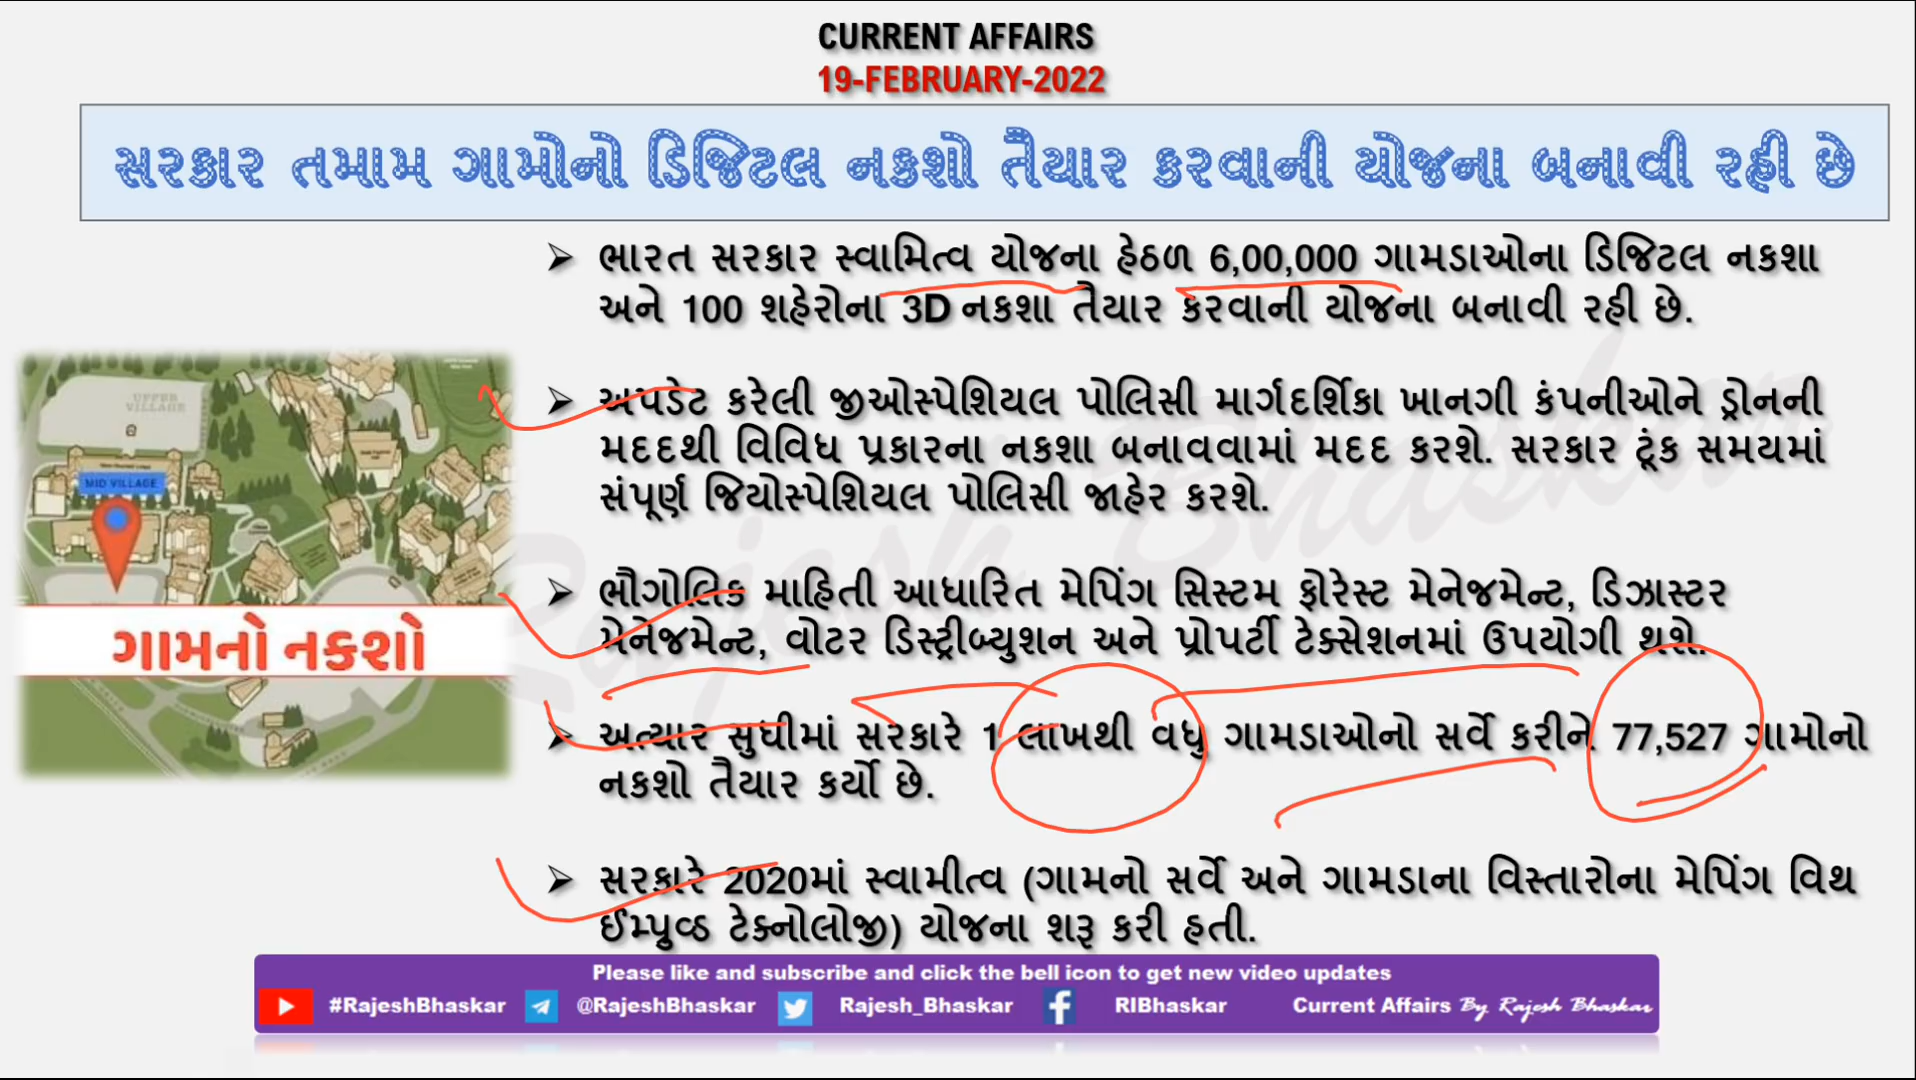 CURRENT AFFAIRS
19-FEBRUARY-2022
સરકાર તમામ ગામોનો ડિજિટલ નકશો તૈયાર કરવાની યોજના બનાવી રહી છે
➢ ભારત સરકાર સ્વામિત્વ યોજના હેઠળ 6,00,000 ગામડાઓના ડિજિટલ નકશા
અને 100 શહેરોના 3D નકશા તૈયાર કરવાની યોજના બનાવી રહી છે.
➢ અપડેટ કરેલી જીઓસ્પેશિયલ પોલિસી માર્ગદર્શિકા ખાનગી કંપનીઓને ડ્રોનની
મદદથી વિવિધ પ્રકારના નકશા બનાવવામાં મદદ કરશે. સરકાર ટૂંક સમયમાં
સંપૂર્ણ જિયોસ્પેશિયલ પોલિસી જાહેર કરશે.
➢ ભૌગોલિક માહિતી આધારિત મેપિંગ સિસ્ટમ ફોરેસ્ટ મેનેજમેન્ટ, ડિઝાસ્ટર
મેનેજમેન્ટ, વોટર ડિસ્ટ્રીબ્યુશન અને પ્રોપર્ટી ટેક્સેશનમાં ઉપયોગી થશે.
➢ અત્યાર સુધીમાં સરકારે 1 લાખથી વધુ ગામડાઓનો સર્વે કરીને 77,527 ગામોનો
નકશો તૈયાર કર્યો છે.
➢ સરકારે 2020માં સ્વામીત્વ (ગામનો સર્વે અને ગામડાના વિસ્તારોના મેપિંગ વિથ
ઈમ્પ્રુવ્ડ ટેક્નોલોજી) યોજના શરૂ કરી હતી.
UPPER
VILLAGE
MID VILLAGE
ગામનો નકશો
Rajesh Bhaskar
Please like and subscribe and click the bell icon to get new video updates
#RajeshBhaskar @RajeshBhaskar Rajesh_Bhaskar RIBhaskar Current Affairs By Rajesh Bhaskar